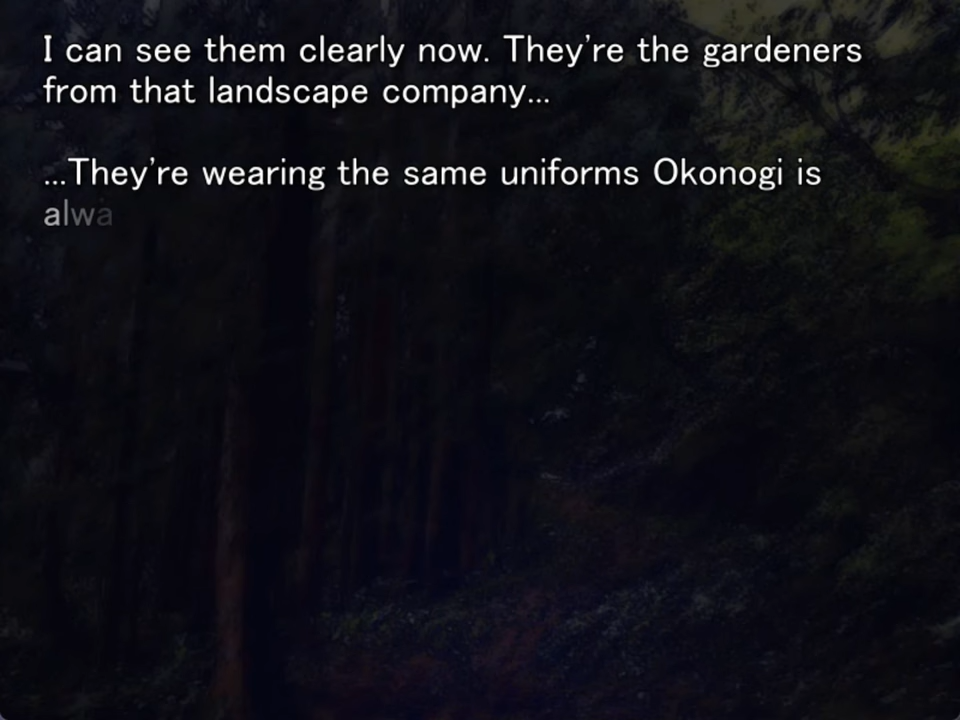 I can see them clearly now. They're the gardeners
from that landscape company...
...They're wearing the same uniforms Okonogi is
alwa